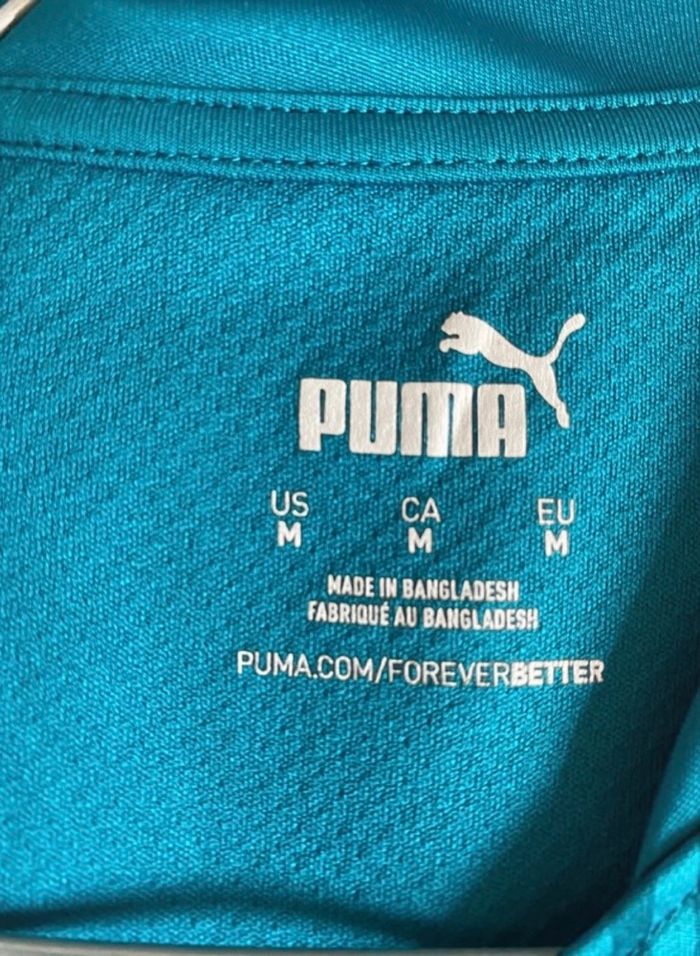 PUMA
US CA EU
M M M
MADE IN BANGLADESH
FABRIQUÉ AU BANGLADESH
PUMA.COM/FOREVERBETTER